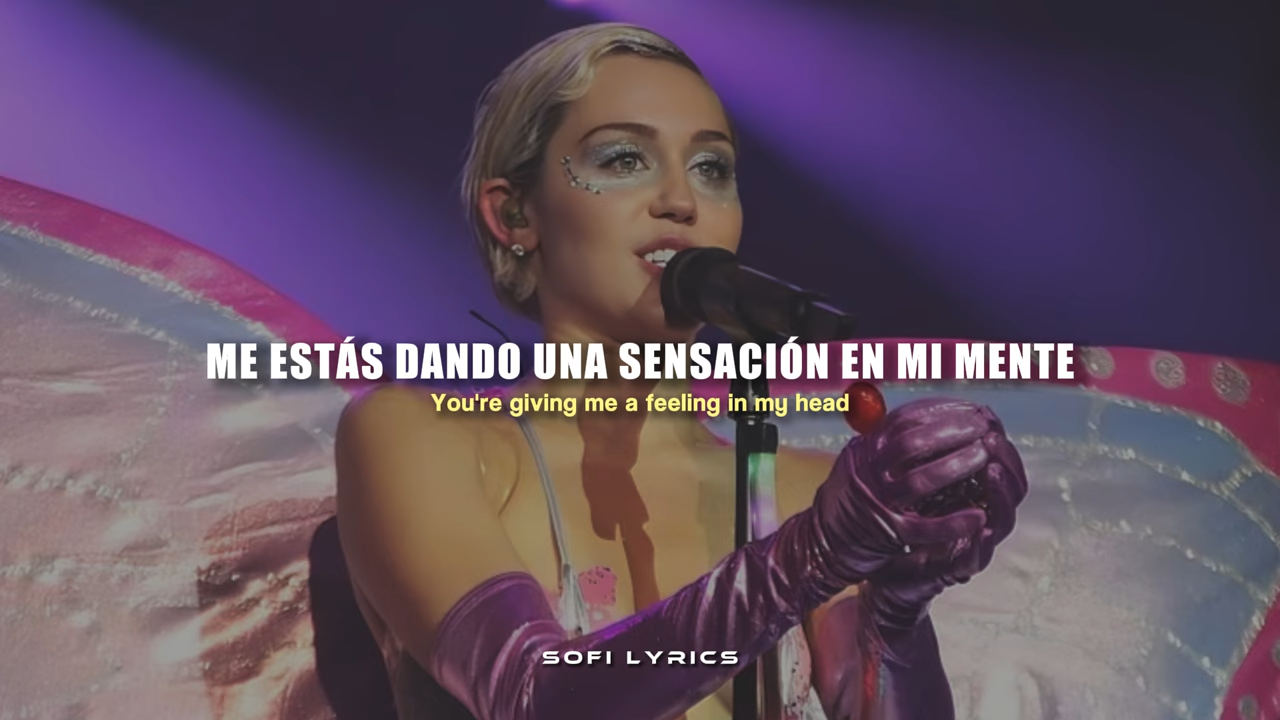 ME ESTÁS DANDO UNA SENSACIÓN EN MI MENTE
You're giving me a feeling in my head
SOFI LYRICS